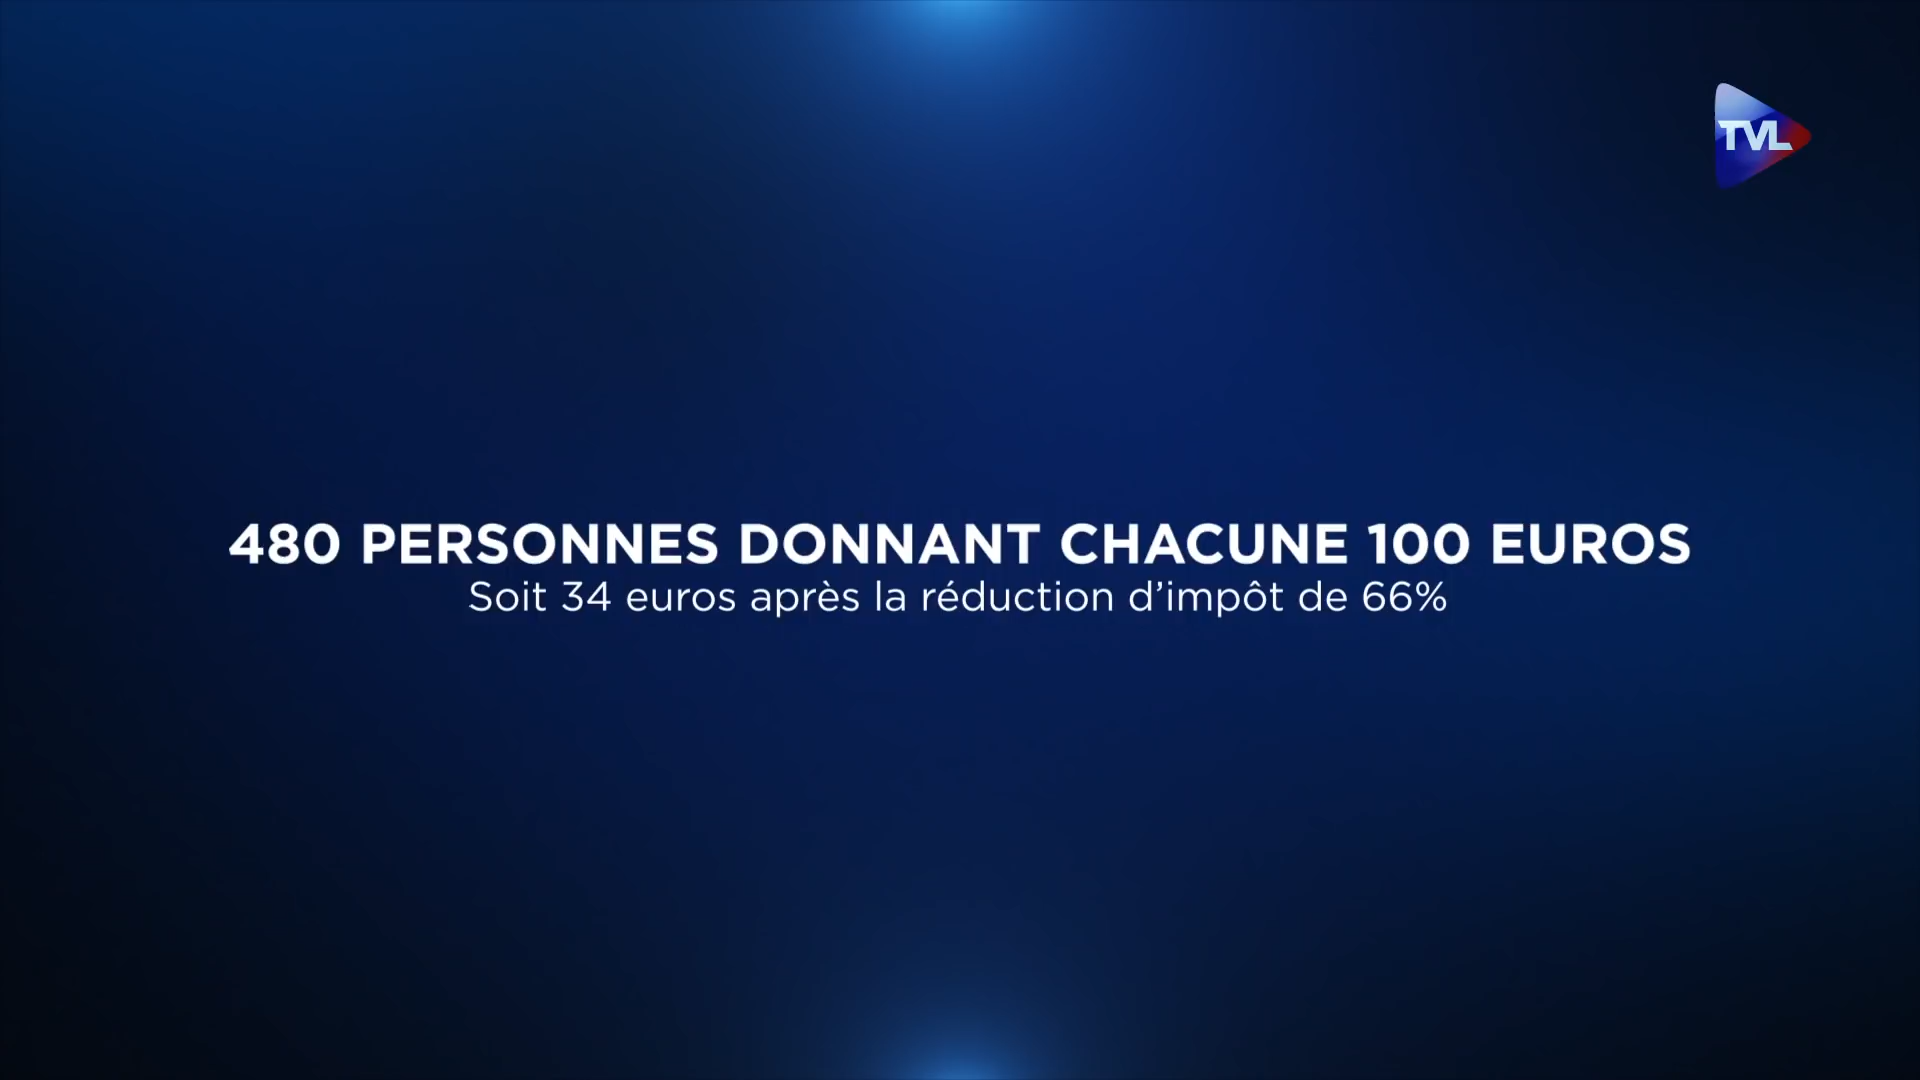 TVL
480 PERSONNES DONNANT CHACUNE 100 EUROS
Soit 34 euros après la réduction d’impôt de 66%